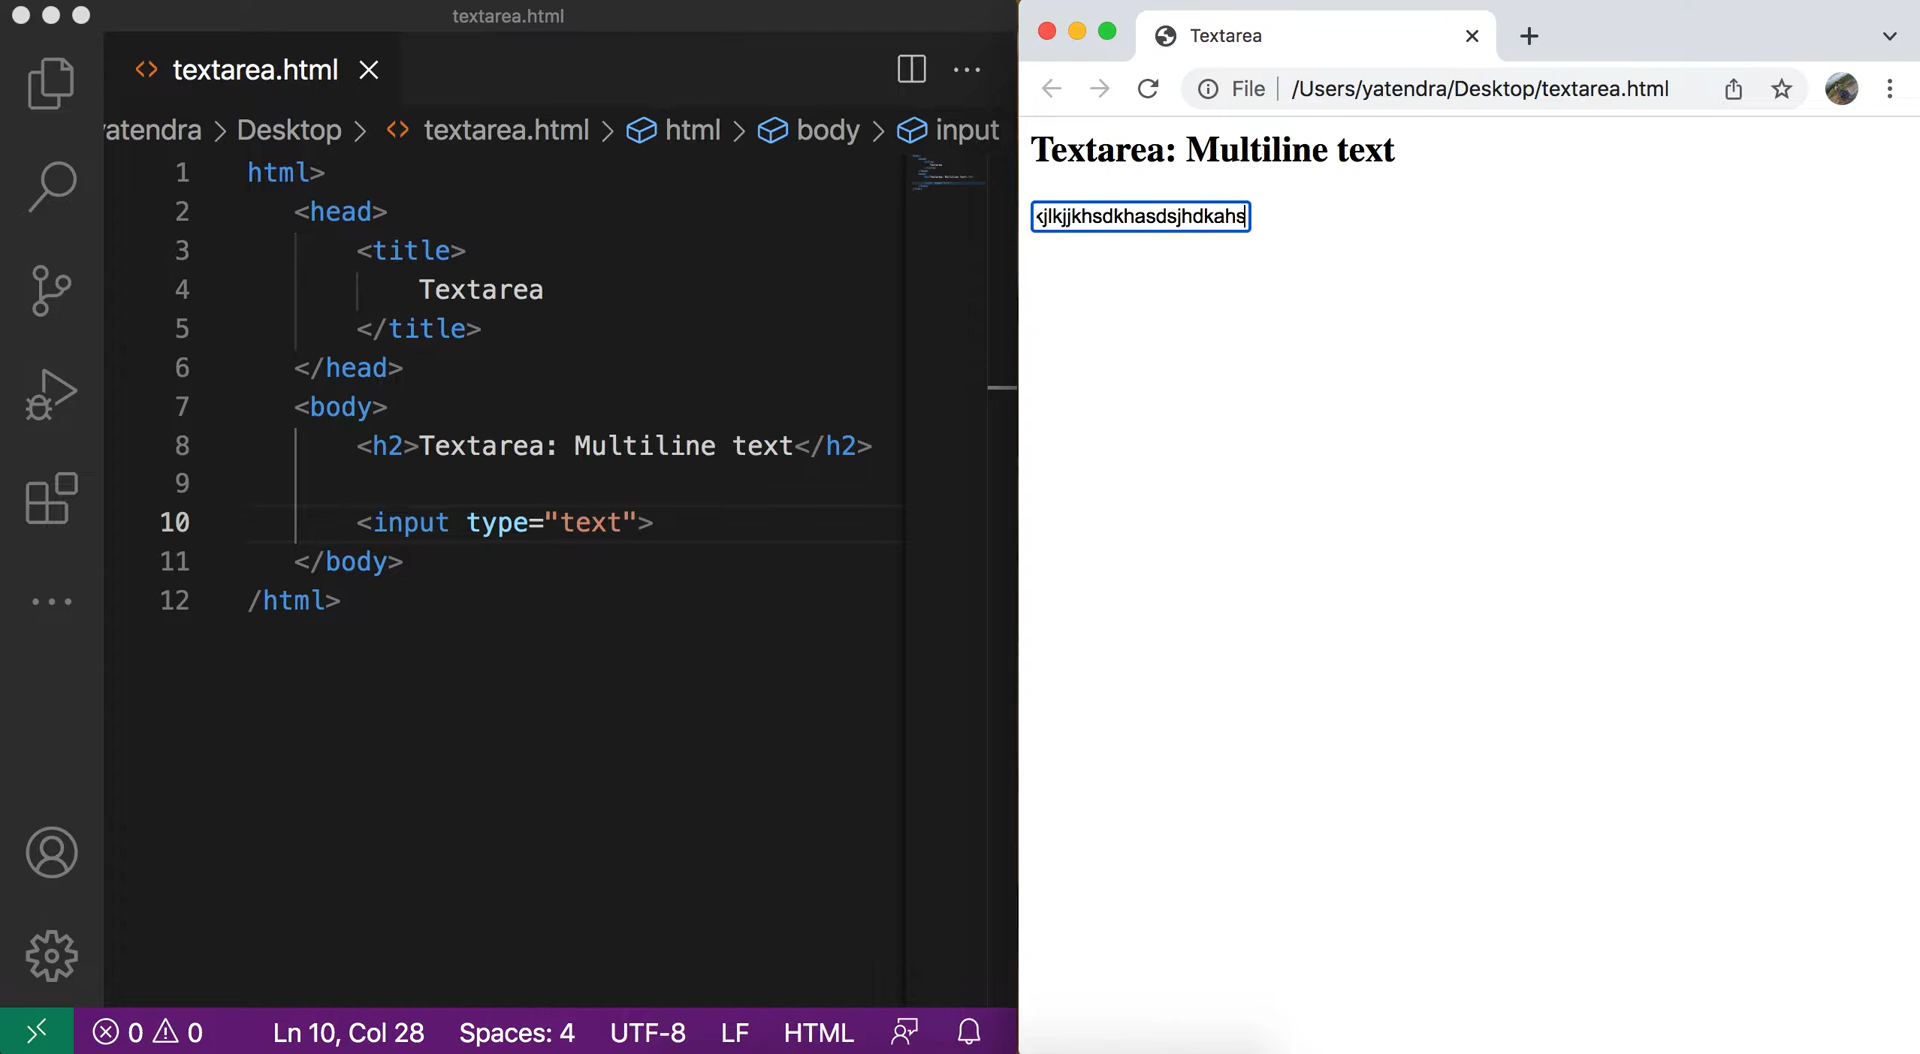 textarea.html
textarea.html
yatendra > Desktop > textarea.html > html > body > input
1 html>
2 <head>
3 <title>
4 Textarea
5 </title>
6 </head>
7 <body>
8 <h2>Textarea: Multiline text</h2>
9
10 <input type="text">
11 </body>
12 /html>
0 0 Ln 10, Col 28 Spaces: 4 UTF-8 LF HTML
Textarea
File /Users/yatendra/Desktop/textarea.html
Textarea: Multiline text
jlkjjkhsdkhasdsjhdkahs